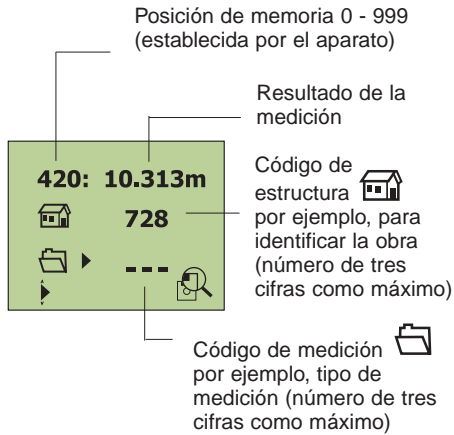 Posición de memoria 0 - 999
(establecida por el aparato)
Resultado de la
medición
420: 10.313m
728
---
Código de
estructura
por ejemplo, para
identificar la obra
(número de tres
cifras como máximo)
Código de medición
por ejemplo, tipo de
medición (número de tres
cifras como máximo)